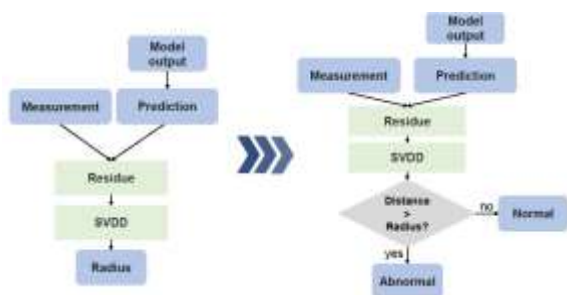 Model
output
Measurement
Prediction
Residue
SVDD
Radius
Model
output
Measurement
Prediction
Residue
SVDD
Distance
>
Radius?
no
Normal
yes
Abnormal